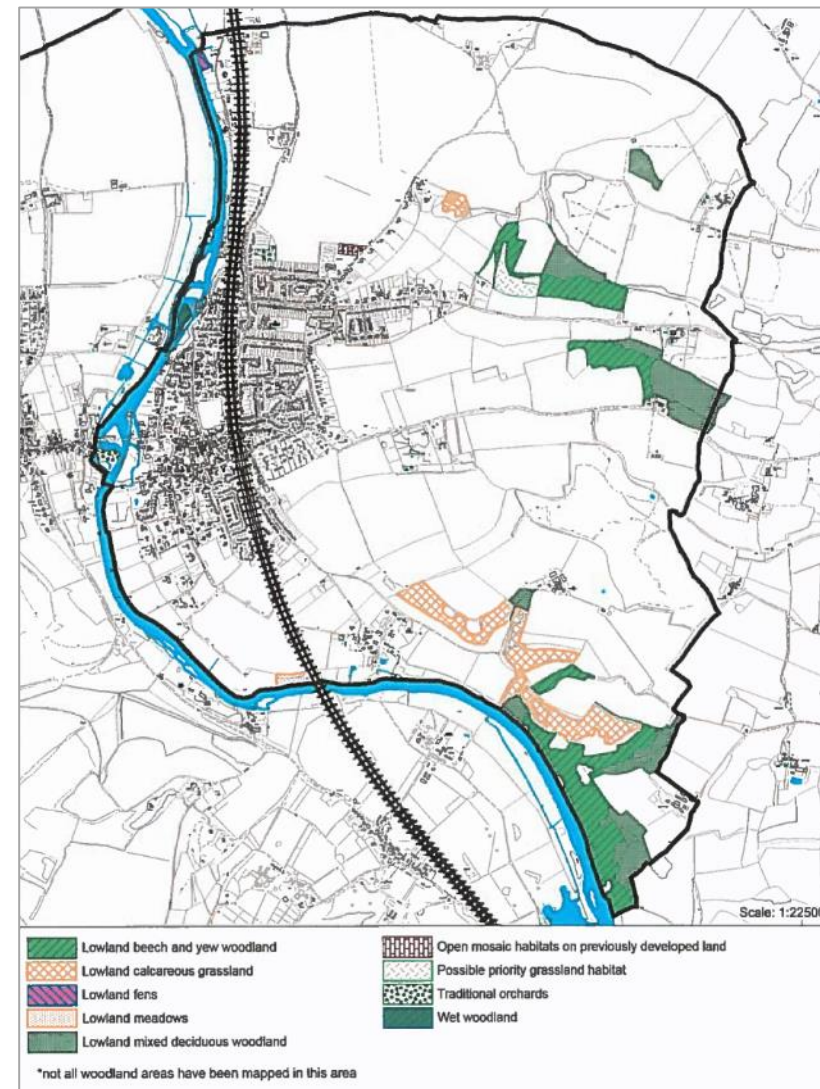 Scale: 1:22500
Lowland beech and yew woodland
Lowland calcareous grassland
Lowland fens
Lowland meadows
Lowland mixed deciduous woodland
Open mosaic habitats on previously developed land
Possible priority grassland habitat
Traditional orchards
Wet woodland
*not all woodland areas have been mapped in this area